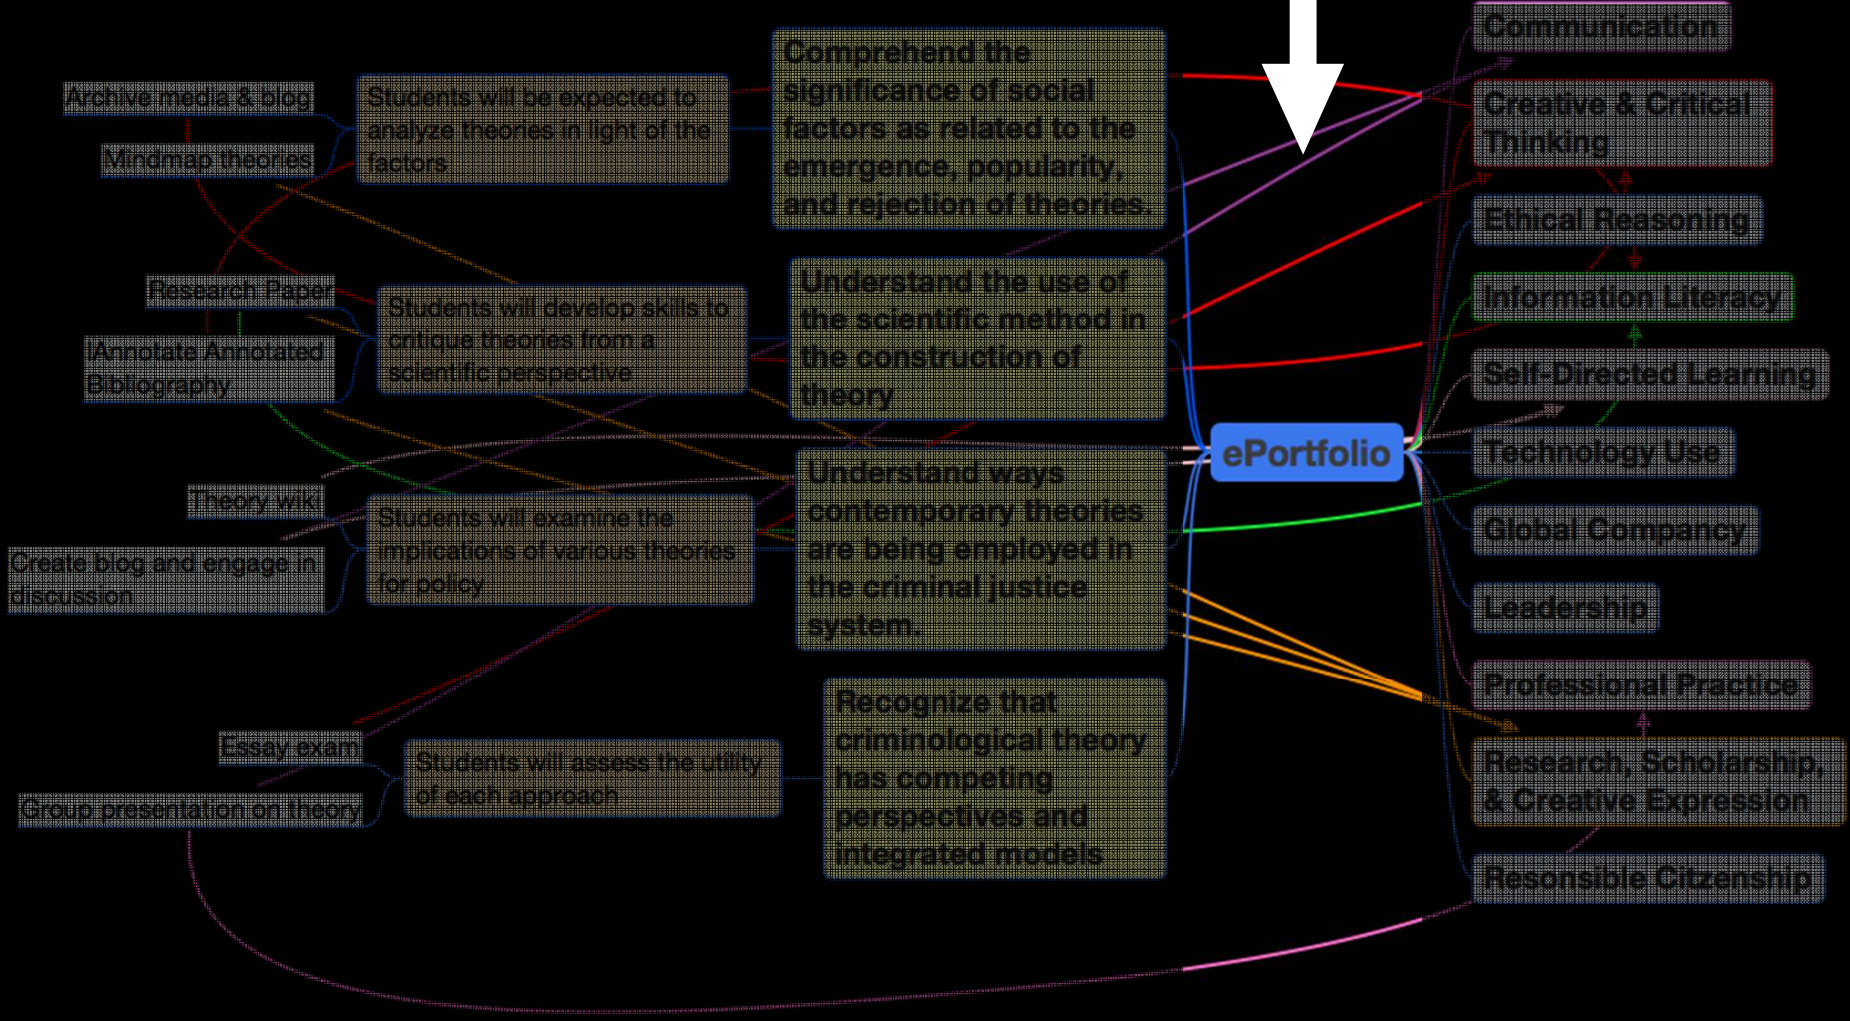 Archive media & blog
Mindmap theories
Research Paper
iAnnotate Annotated
Bibliography
Theory wiki
Create blog and engage in
discussion
Essay exam
Group presentation on theory
Students will be expected to
analyze theories in light of the
factors
Students will develop skills to
critique theories from a
scientific perspective
Students will examine the
implications of various theories
for policy
Students will assess the utility
of each approach
Comprehend the
significance of social
factors as related to the
emergence, popularity,
and rejection of theories.
Understand the use of
the scientific method in
the construction of
theory
Understand ways
contemporary theories
are being employed in
the criminal justice
system.
Recognize that
criminological theory
has competing
perspectives and
integrated models
ePortfolio
Communication
Creative & Critical
Thinking
Ethical Reasoning
Information Literacy
Self-Directed Learning
Technology Use
Global Compancy
Leadership
Professional Practice
Research, Scholarship,
& Creative Expression
Resonsible Citzenship